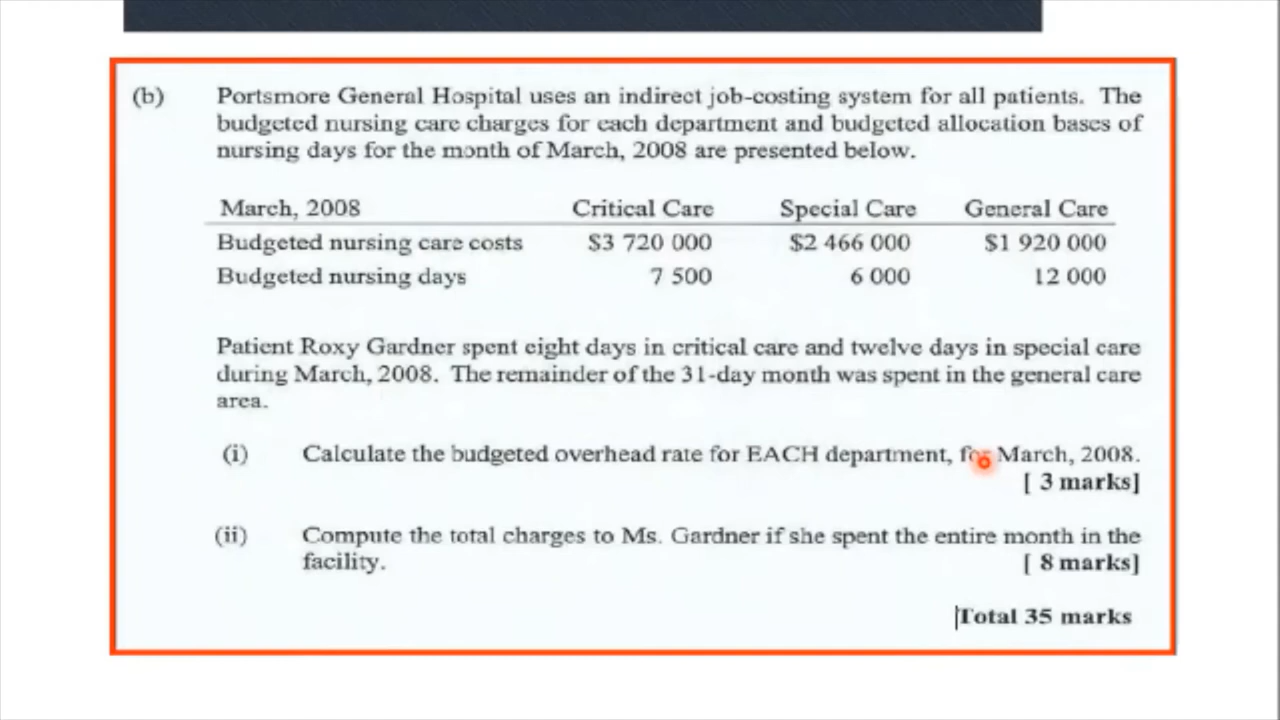 (b) Portsmore General Hospital uses an indirect job-costing system for all patients. The
budgeted nursing care charges for each department and budgeted allocation bases of
nursing days for the month of March, 2008 are presented below.
March, 2008 Critical Care Special Care General Care
Budgeted nursing care costs $3 720 000 $2 466 000 $1 920 000
Budgeted nursing days 7 500 6 000 12 000
Patient Roxy Gardner spent eight days in critical care and twelve days in special care
during March, 2008. The remainder of the 31-day month was spent in the general care
area.
(i) Calculate the budgeted overhead rate for EACH department, for March, 2008.
[ 3 marks]
(ii) Compute the total charges to Ms. Gardner if she spent the entire month in the
facility. [ 8 marks]
Total 35 marks